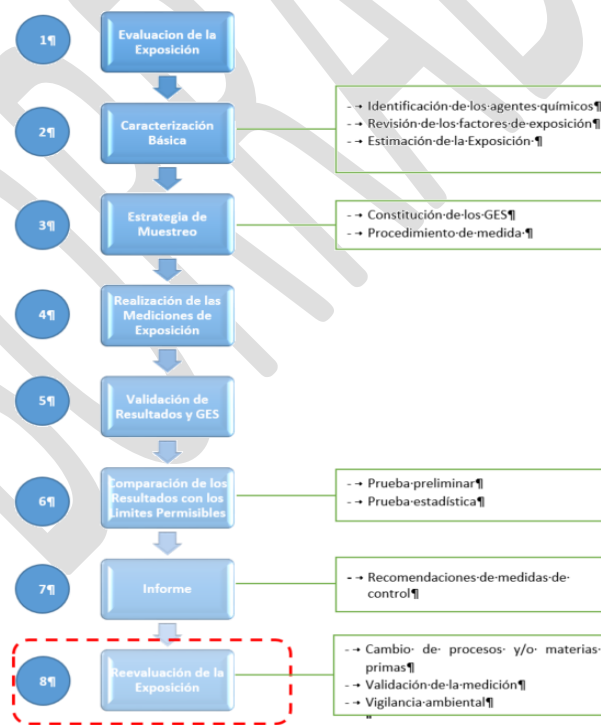 1¶
Evaluacion de la
Exposición
2¶
Caracterización
Básica
- → Identificación·de·los·agentes·químicos¶
- → Revisión·de·los·factores·de·exposición¶
- → Estimación·de·la·Exposición·¶
3¶
Estrategia de
Muestreo
- → Constitución·de·los·GES¶
- → Procedimiento·de·medida·¶
4¶
Realización de las
Mediciones de
Exposición
5¶
Validación de
Resultados y GES
6¶
Comparación de los
Resultados con los
Limites Permisibles
- → Prueba·preliminar¶
- → Prueba·estadística¶
7¶
Informe
- → Recomendaciones·de·medidas·de·
control¶
8¶
Reevaluación de la
Exposición
- → Cambio· de· procesos· y/o· materias·
primas¶
- → Validación·de·la·medición¶
- → Vigilancia·ambiental¶